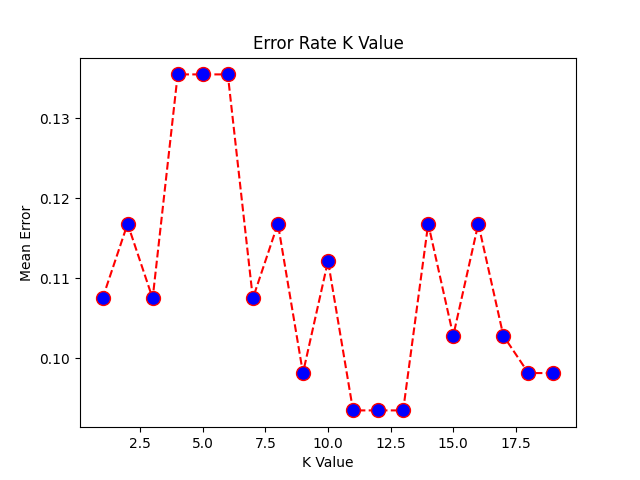 Error Rate K Value
0.13
0.12
0.11
0.10
Mean Error
2.5 5.0 7.5 10.0 12.5 15.0 17.5
K Value